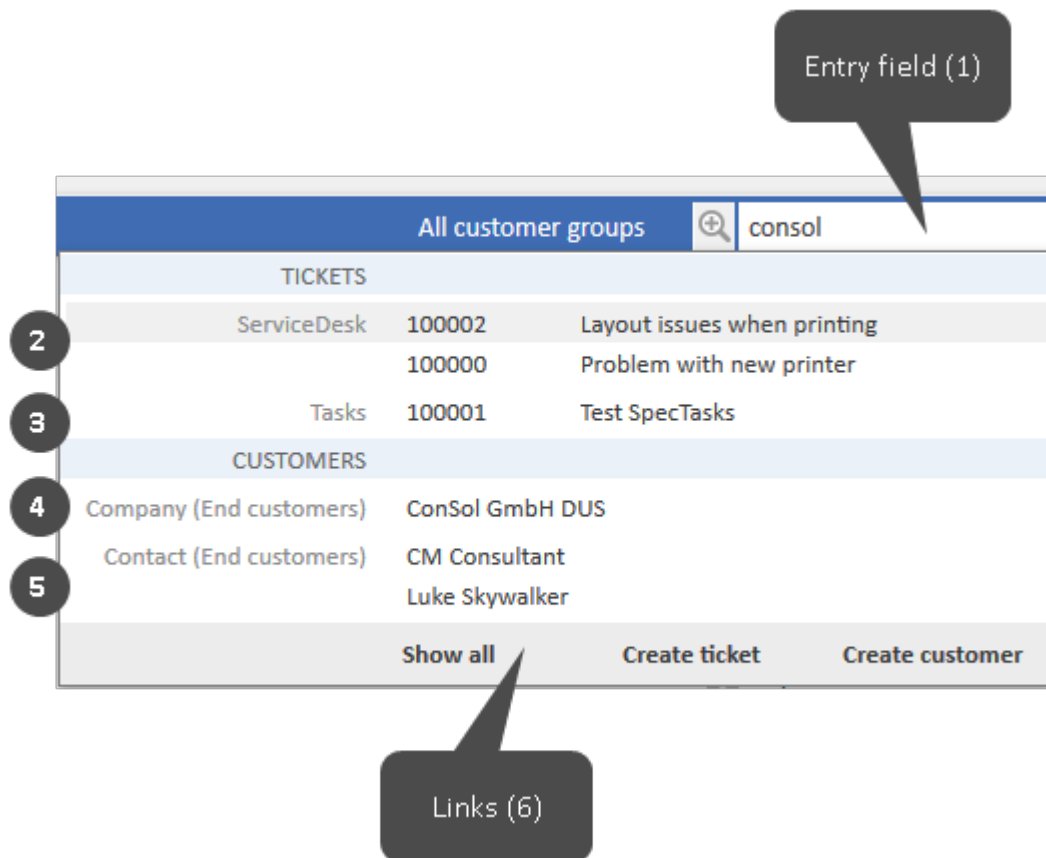 Entry field (1)
All customer groups consol
TICKETS
2 ServiceDesk 100002 Layout issues when printing
100000 Problem with new printer
3 Tasks 100001 Test SpecTasks
CUSTOMERS
4 Company (End customers) ConSol GmbH DUS
Contact (End customers) CM Consultant
5 Luke Skywalker
Show all Create ticket Create customer
Links (6)